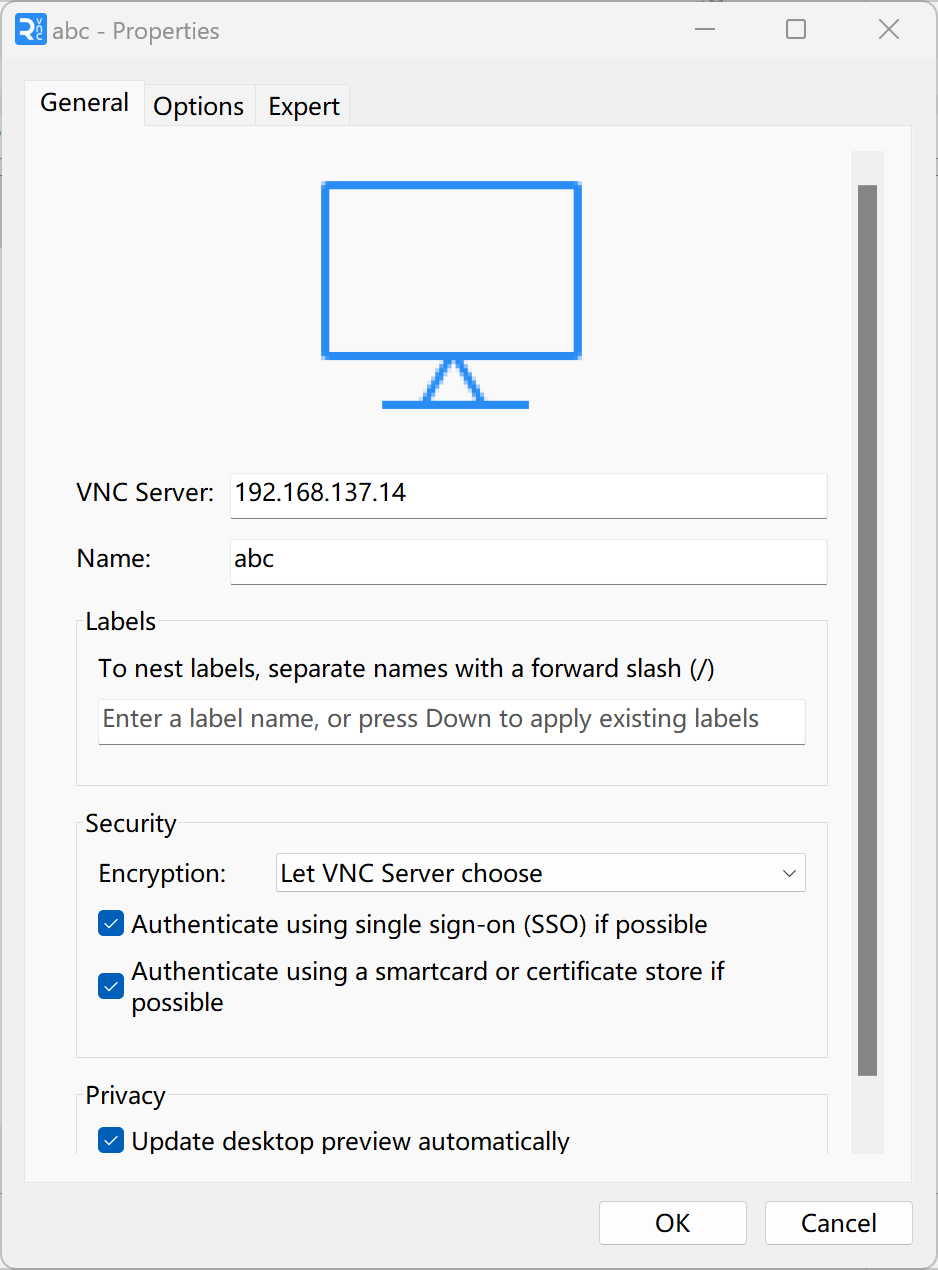 abc - Properties
General
Options
Expert
VNC Server:
192.168.137.14
Name:
abc
Labels
To nest labels, separate names with a forward slash (/)
Enter a label name, or press Down to apply existing labels
Security
Encryption:
Let VNC Server choose
Authenticate using single sign-on (SSO) if possible
Authenticate using a smartcard or certificate store if
possible
Privacy
Update desktop preview automatically
OK
Cancel